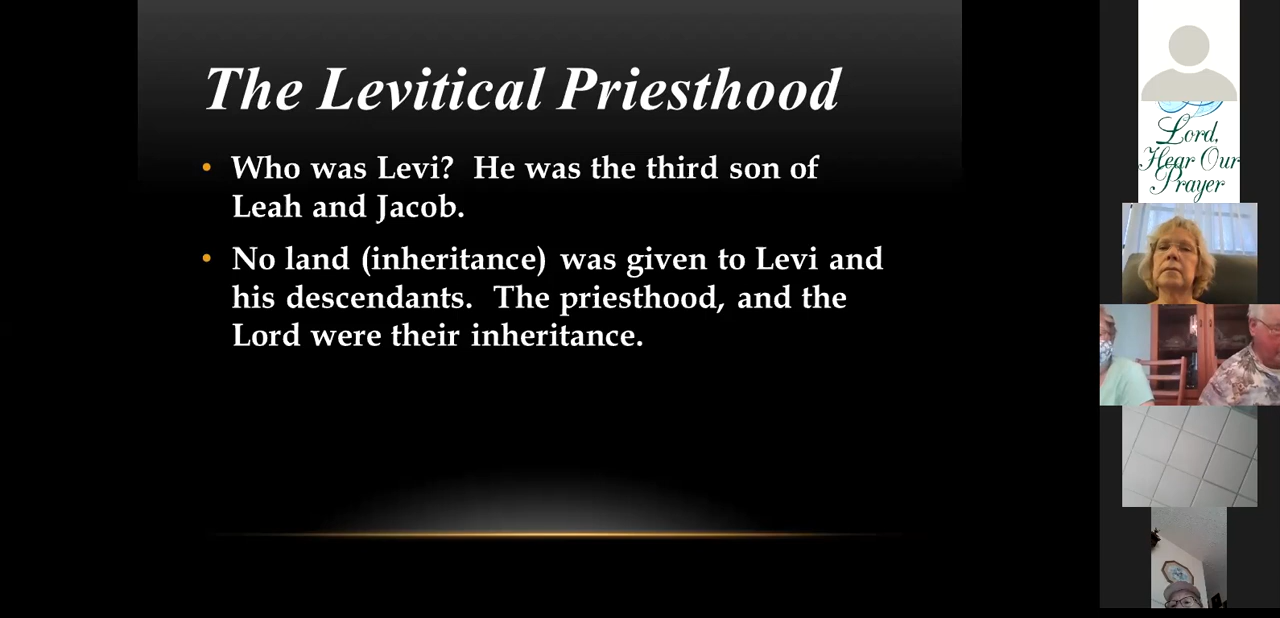 The Levitical Priesthood
• Who was Levi?  He was the third son of
Leah and Jacob.
• No land (inheritance)  was given to Levi and
his descendants.  The priesthood, and the
Lord were their inheritance.
Lord,
Hear Our
Prayer